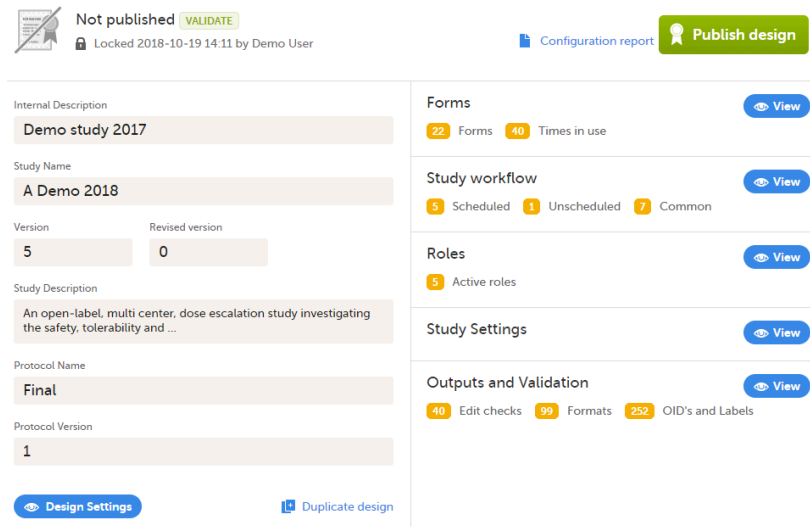 Not published VALIDATE
Locked 2018-10-19 14:11 by Demo User
Configuration report
Publish design
Internal Description
Demo study 2017
Study Name
A Demo 2018
Version Revised version
5 0
Study Description
An open-label, multi center, dose escalation study investigating
the safety, tolerability and ...
Protocol Name
Final
Protocol Version
1
Design Settings
Duplicate design
Forms
View
22 Forms 40 Times in use
Study workflow
View
5 Scheduled 1 Unscheduled 7 Common
Roles
View
5 Active roles
Study Settings
View
Outputs and Validation
View
40 Edit checks 99 Formats 252 OID's and Labels